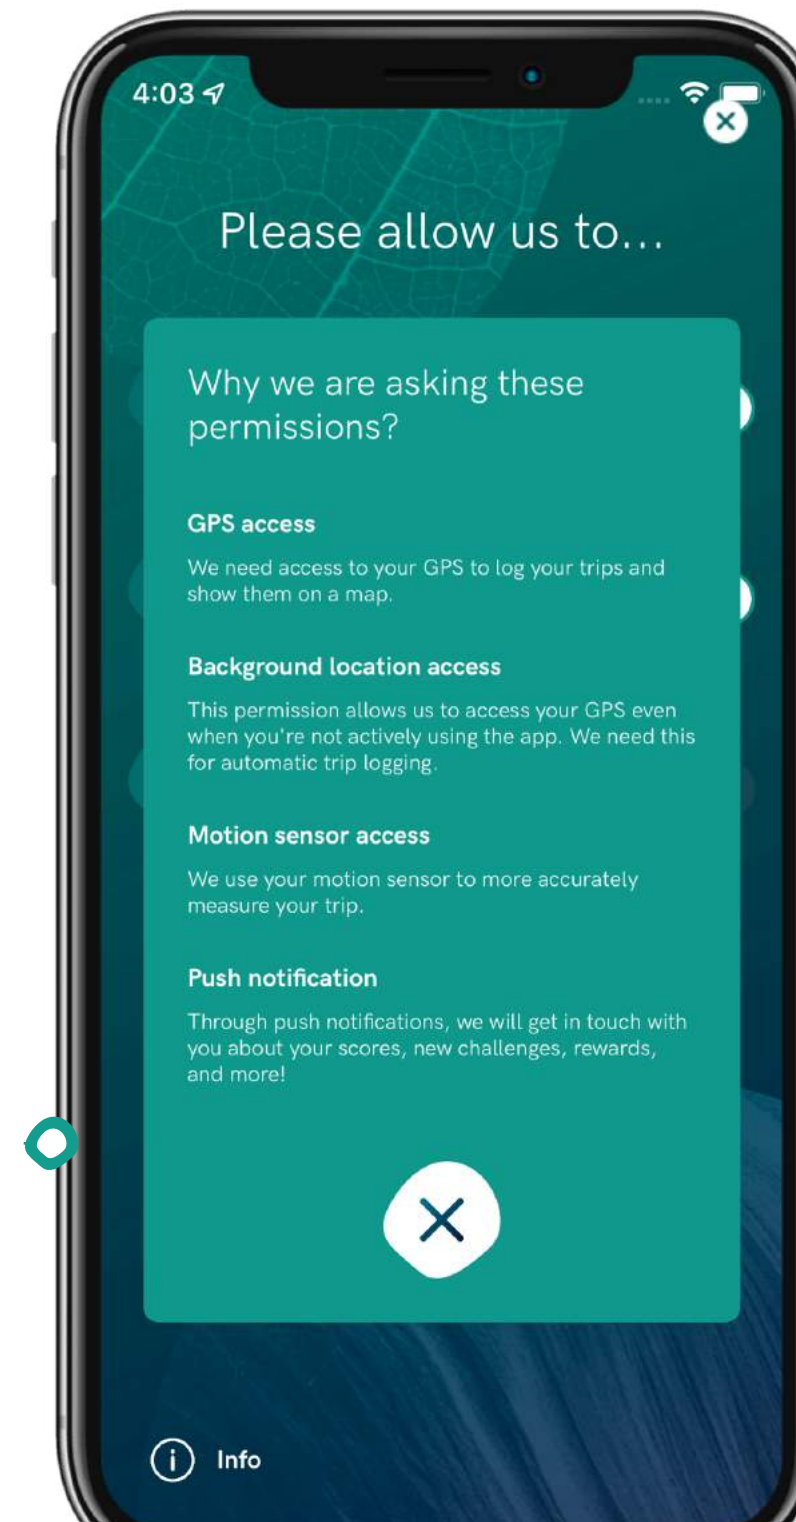 4:03
Please allow us to...
Why we are asking these
permissions?
GPS access
We need access to your GPS to log your trips and
show them on a map.
Background location access
This permission allows us to access your GPS even
when you're not actively using the app. We need this
for automatic trip logging.
Motion sensor access
We use your motion sensor to more accurately
measure your trip.
Push notification
Through push notifications, we will get in touch with
you about your scores, new challenges, rewards,
and more!
Info